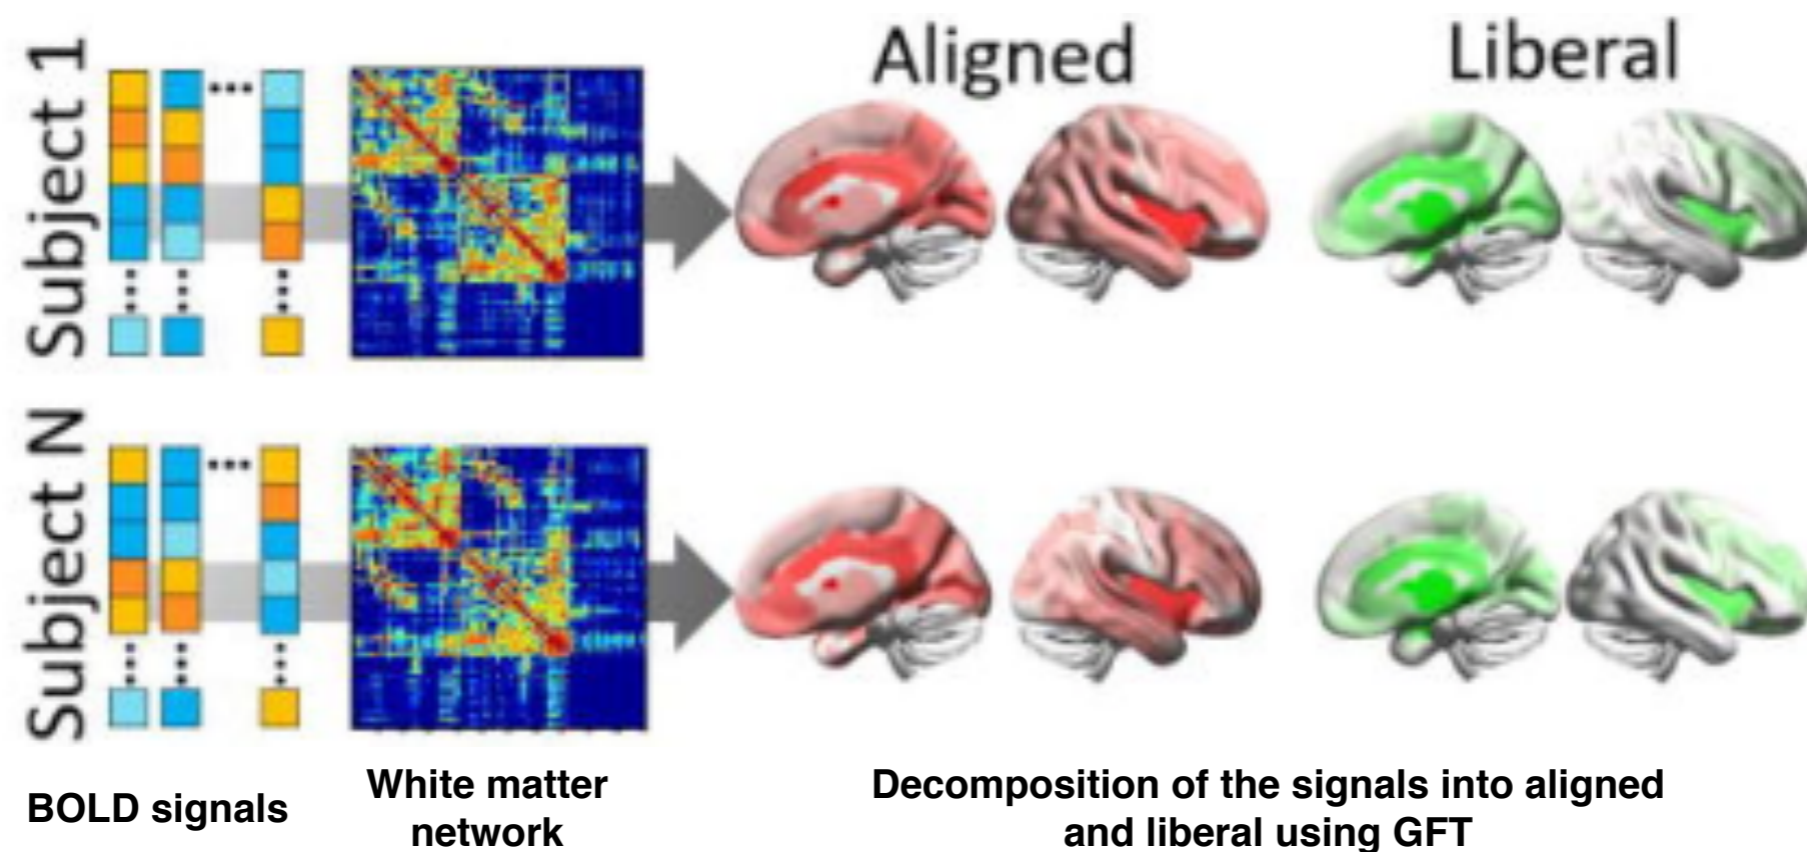 Aligned
Liberal
Subject 1
Subject N
BOLD signals
White matter
network
Decomposition of the signals into aligned
and liberal using GFT